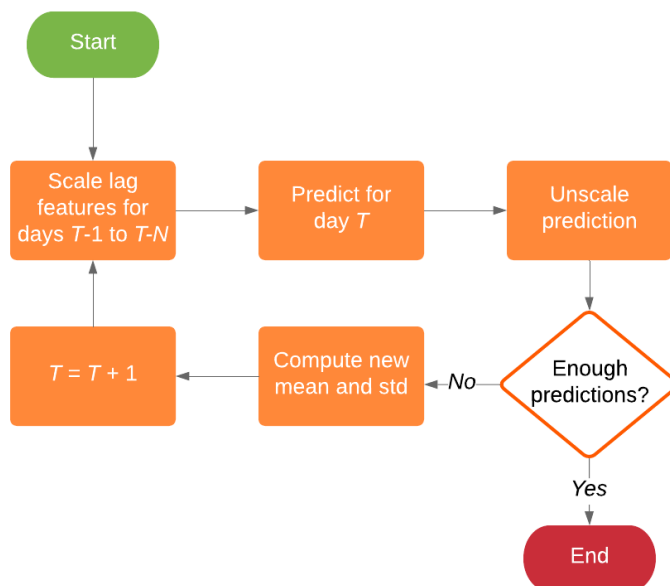 Start
Scale lag
features for
days T-1 to T-N
Predict for
day T
Unscale
prediction
Enough
predictions?
No
Compute new
mean and std
T = T + 1
Yes
End